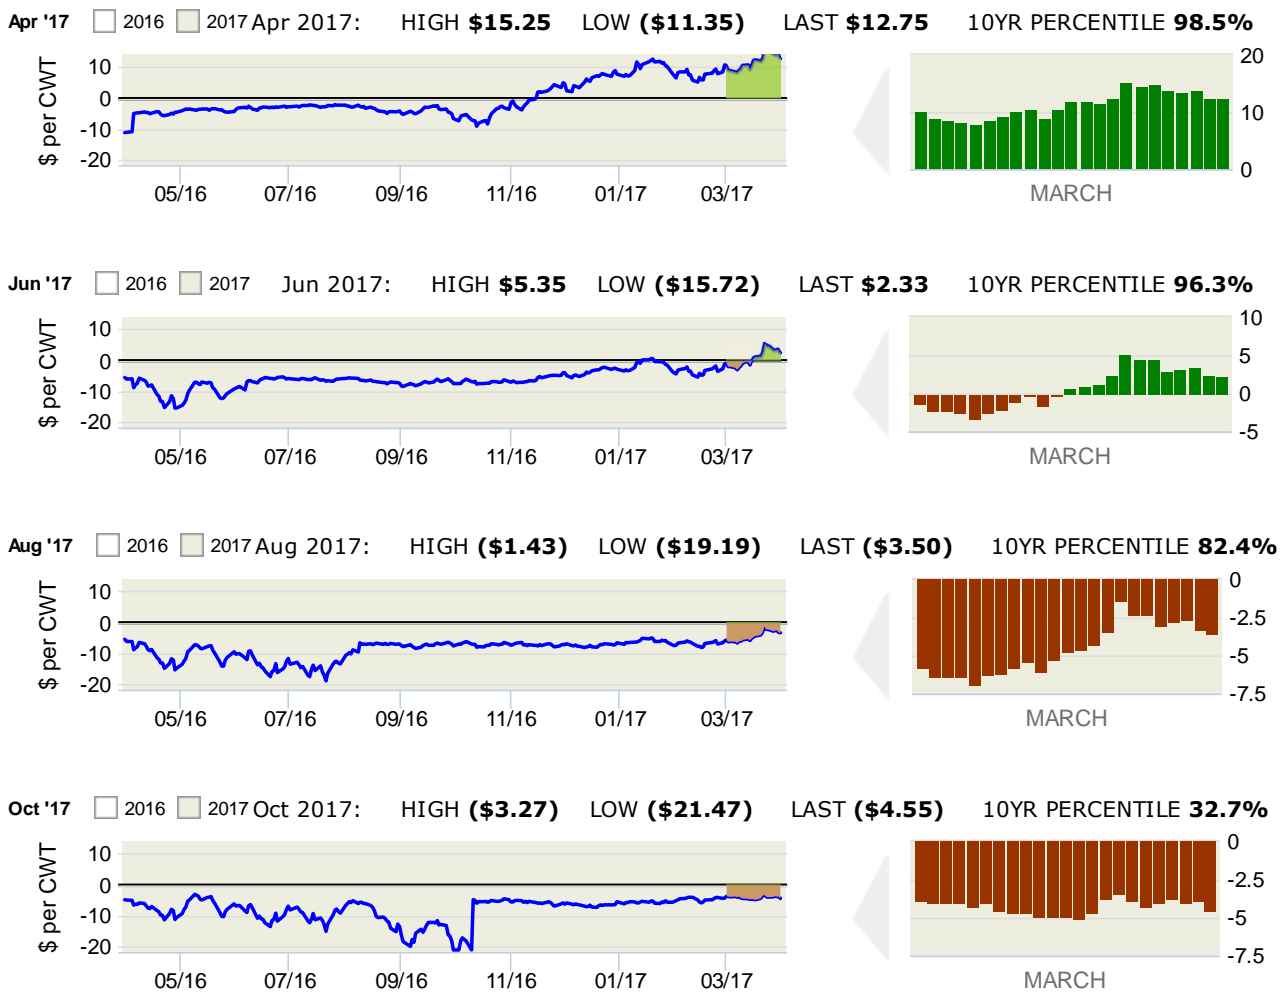 Apr '17 2016 2017 Apr 2017: HIGH $15.25 LOW ($11.35) LAST $12.75 10YR PERCENTILE 98.5%
$ per CWT
10
0
-10
-20
05/16 07/16 09/16 11/16 01/17 03/17
20
10
0
MARCH
Jun '17 2016 2017 Jun 2017: HIGH $5.35 LOW ($15.72) LAST $2.33 10YR PERCENTILE 96.3%
$ per CWT
10
0
-10
-20
05/16 07/16 09/16 11/16 01/17 03/17
10
5
0
-5
MARCH
Aug '17 2016 2017 Aug 2017: HIGH ($1.43) LOW ($19.19) LAST ($3.50) 10YR PERCENTILE 82.4%
$ per CWT
10
0
-10
-20
05/16 07/16 09/16 11/16 01/17 03/17
0
-2.5
-5
-7.5
MARCH
Oct '17 2016 2017 Oct 2017: HIGH ($3.27) LOW ($21.47) LAST ($4.55) 10YR PERCENTILE 32.7%
$ per CWT
10
0
-10
-20
05/16 07/16 09/16 11/16 01/17 03/17
0
-2.5
-5
-7.5
MARCH